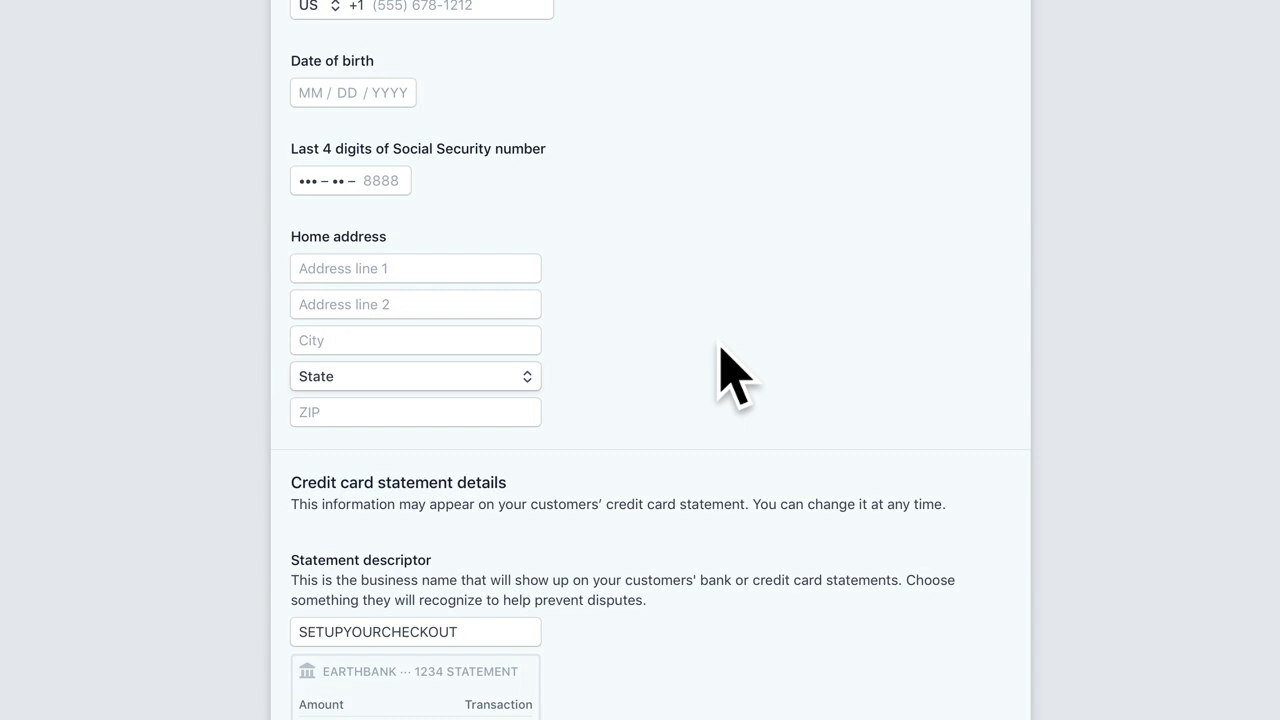 US +1 (555) 678-1212
Date of birth
MM / DD / YYYY
Last 4 digits of Social Security number
••• – •• – 8888
Home address
Address line 1
Address line 2
City
State
ZIP
Credit card statement details
This information may appear on your customers’ credit card statement. You can change it at any time.
Statement descriptor
This is the business name that will show up on your customers' bank or credit card statements. Choose
something they will recognize to help prevent disputes.
SETUPYOURCHECKOUT
EARTHBANK ··· 1234 STATEMENT
Amount Transaction